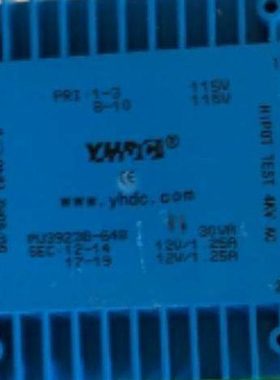 PRI 1-3 115V
8-10 115V
YHDC®
CE
www.yhdc.com
30VA
SEC 12-14 12V/1.25A
17-19 12V/1.25A
HYPOT TEST 4KV AC